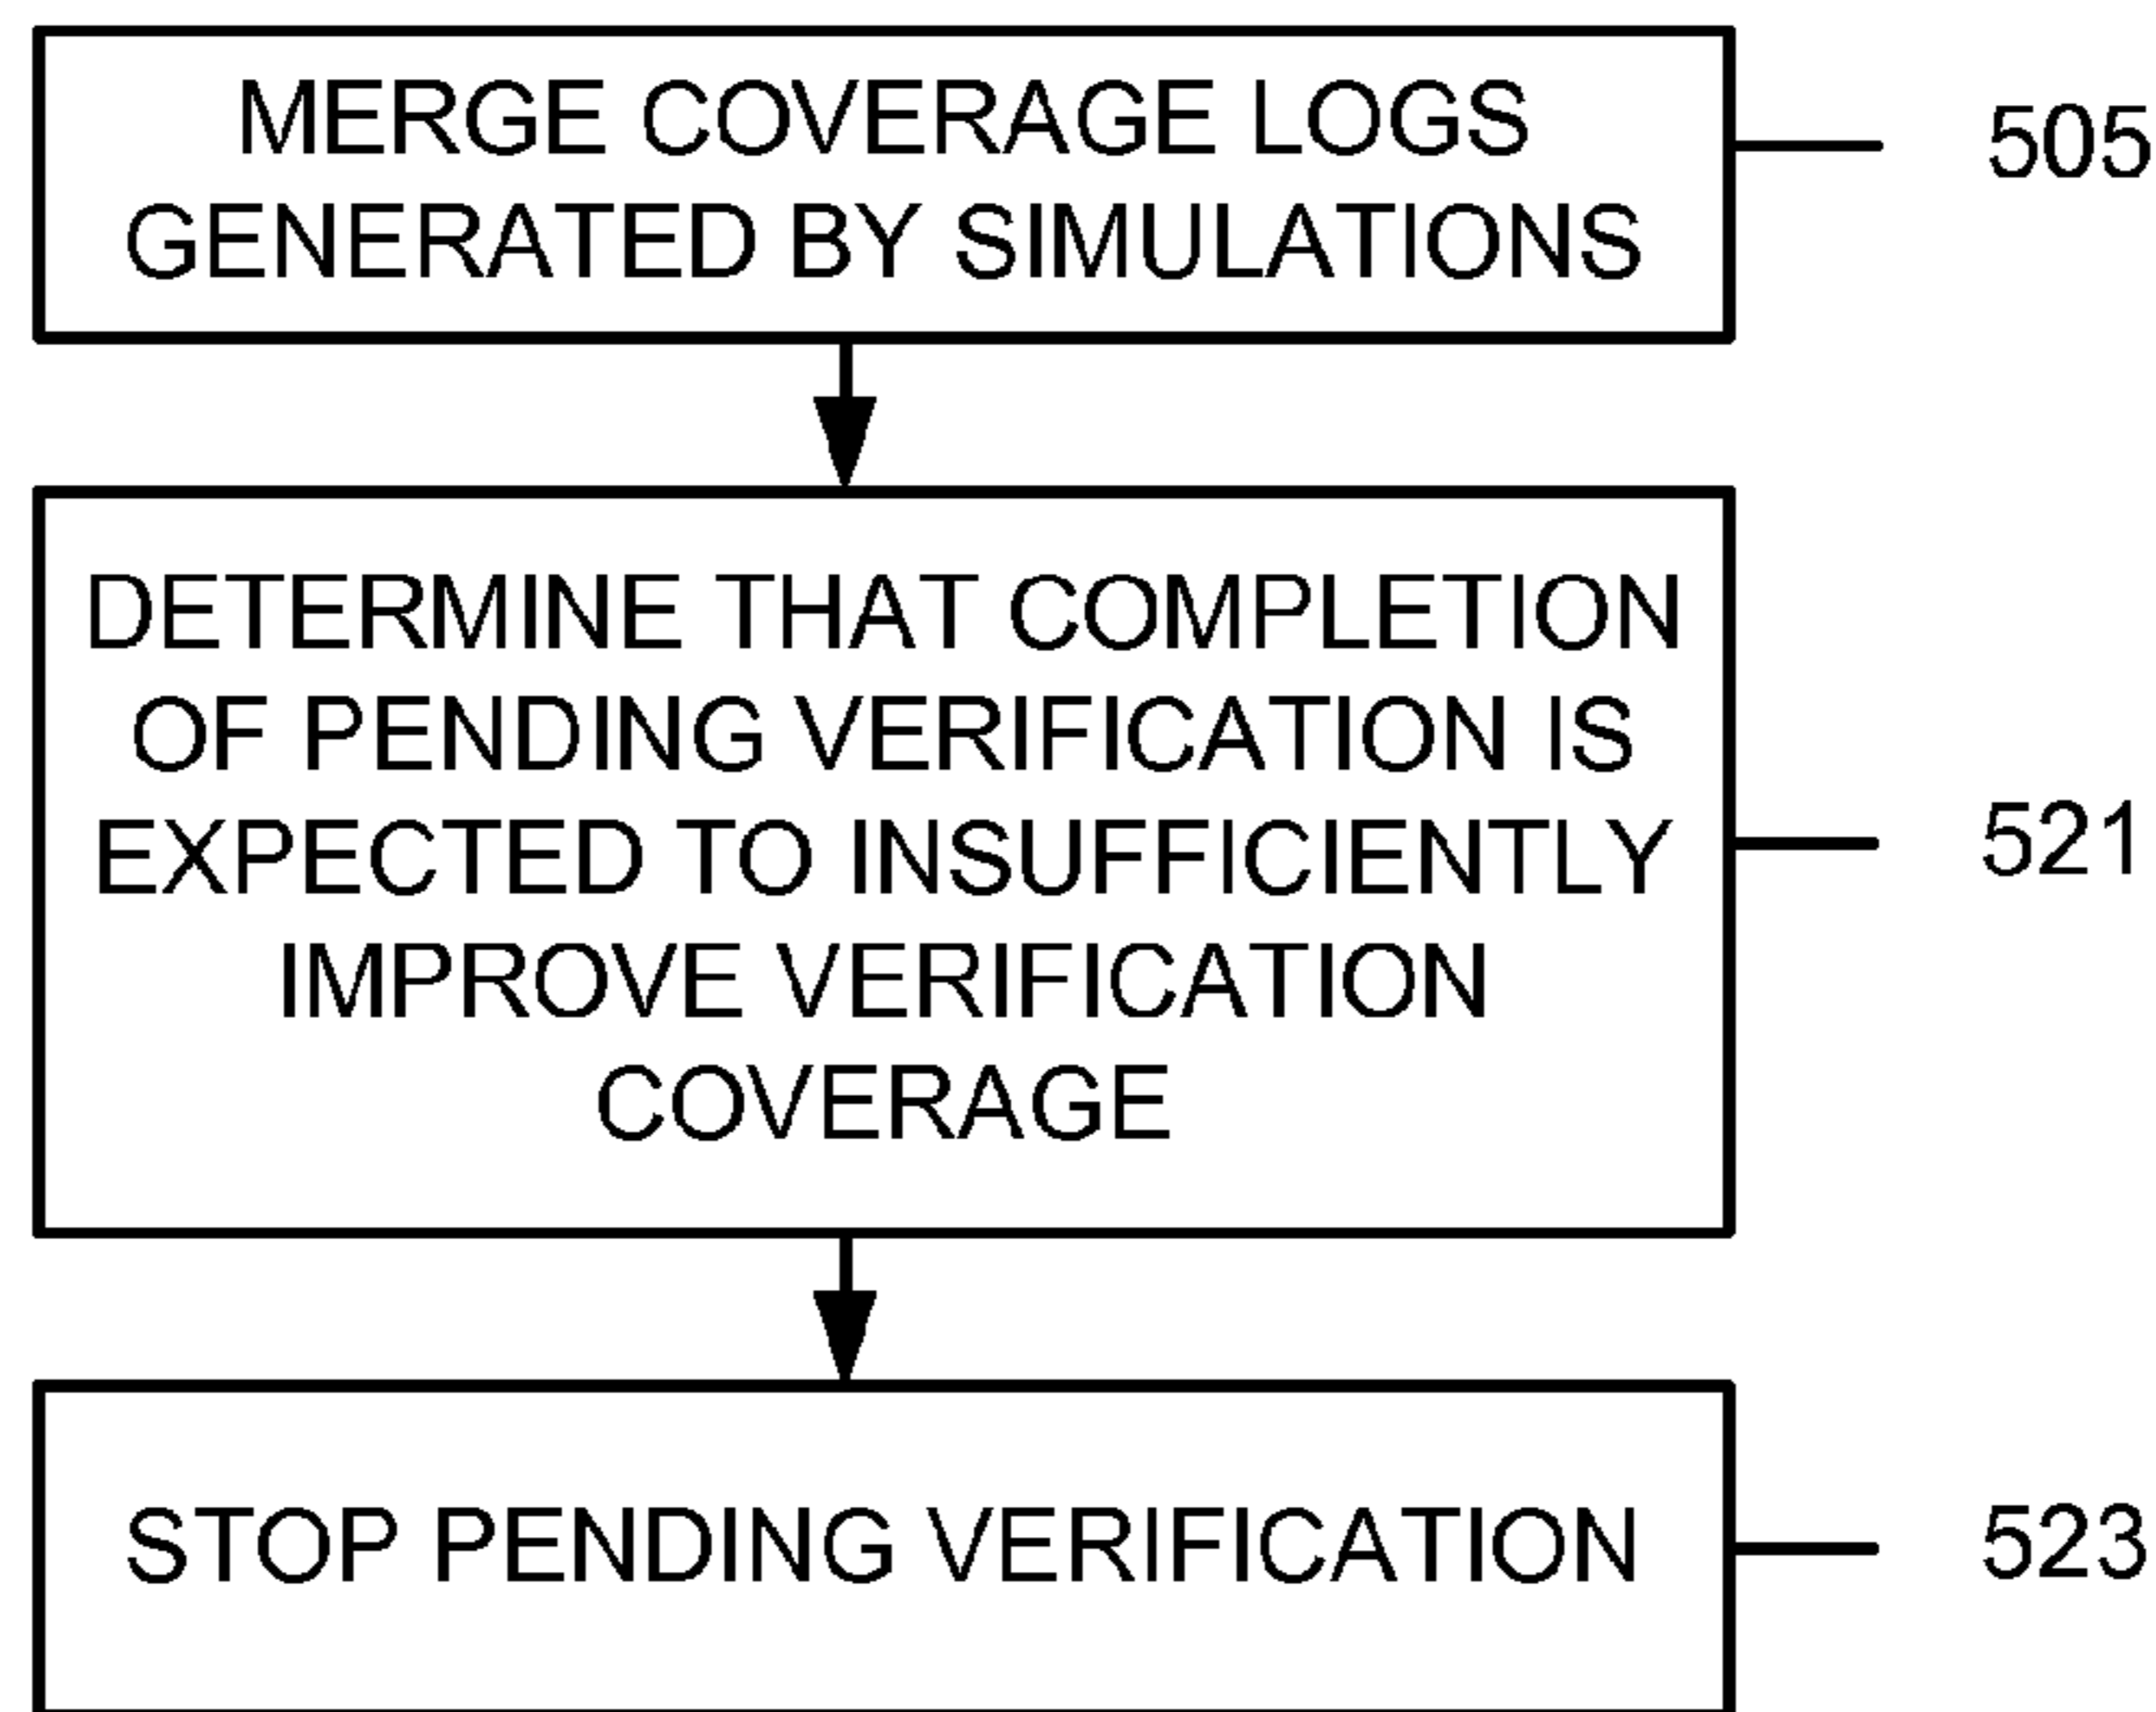 MERGE COVERAGE LOGS
GENERATED BY SIMULATIONS
505
DETERMINE THAT COMPLETION
OF PENDING VERIFICATION IS
EXPECTED TO INSUFFICIENTLY
IMPROVE VERIFICATION
COVERAGE
521
STOP PENDING VERIFICATION
523